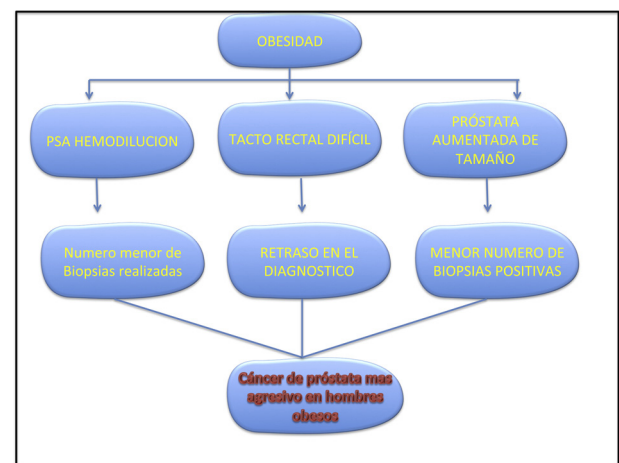 OBESIDAD
PSA HEMODILUCION
TACTO RECTAL DIFÍCIL
PRÓSTATA
AUMENTADA DE
TAMAÑO
Numero menor de
Biopsias realizadas
RETRASO EN EL
DIAGNOSTICO
MENOR NUMERO DE
BIOPSIAS POSITIVAS
Cáncer de próstata mas
agresivo en hombres
obesos